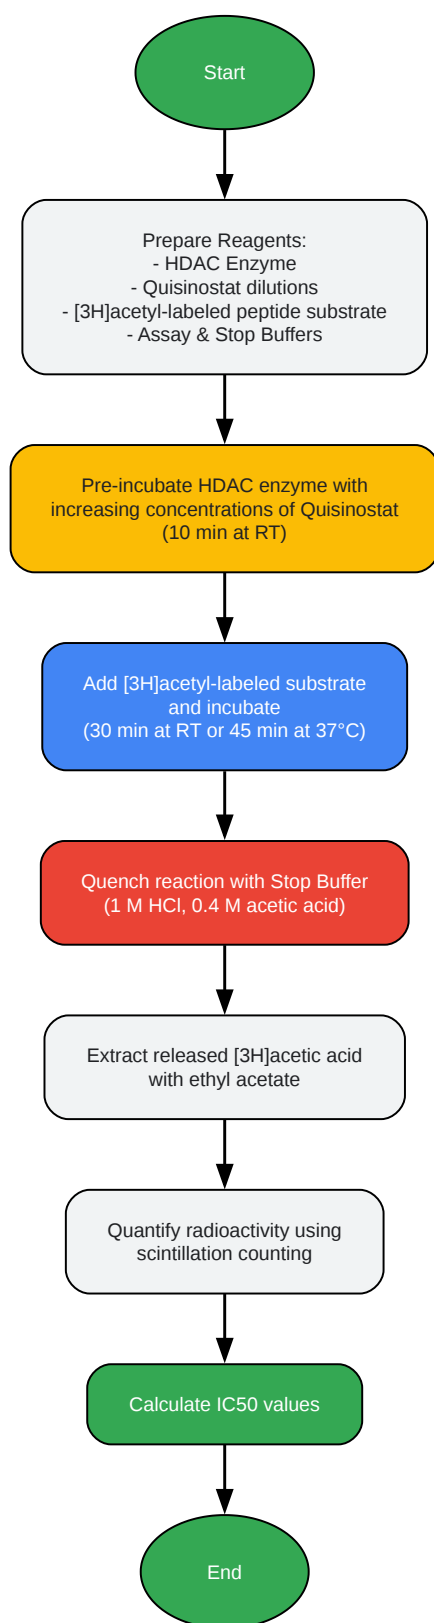 Start
Prepare Reagents:
- HDAC Enzyme
- Quisinostat dilutions
- [3H]acetyl-labeled peptide substrate
- Assay & Stop Buffers
Pre-incubate HDAC enzyme with
increasing concentrations of Quisinostat
(10 min at RT)
Add [3H]acetyl-labeled substrate
and incubate
(30 min at RT or 45 min at 37°C)
Quench reaction with Stop Buffer
(1 M HCl, 0.4 M acetic acid)
Extract released [3H]acetic acid
with ethyl acetate
Quantify radioactivity using
scintillation counting
Calculate IC50 values
End